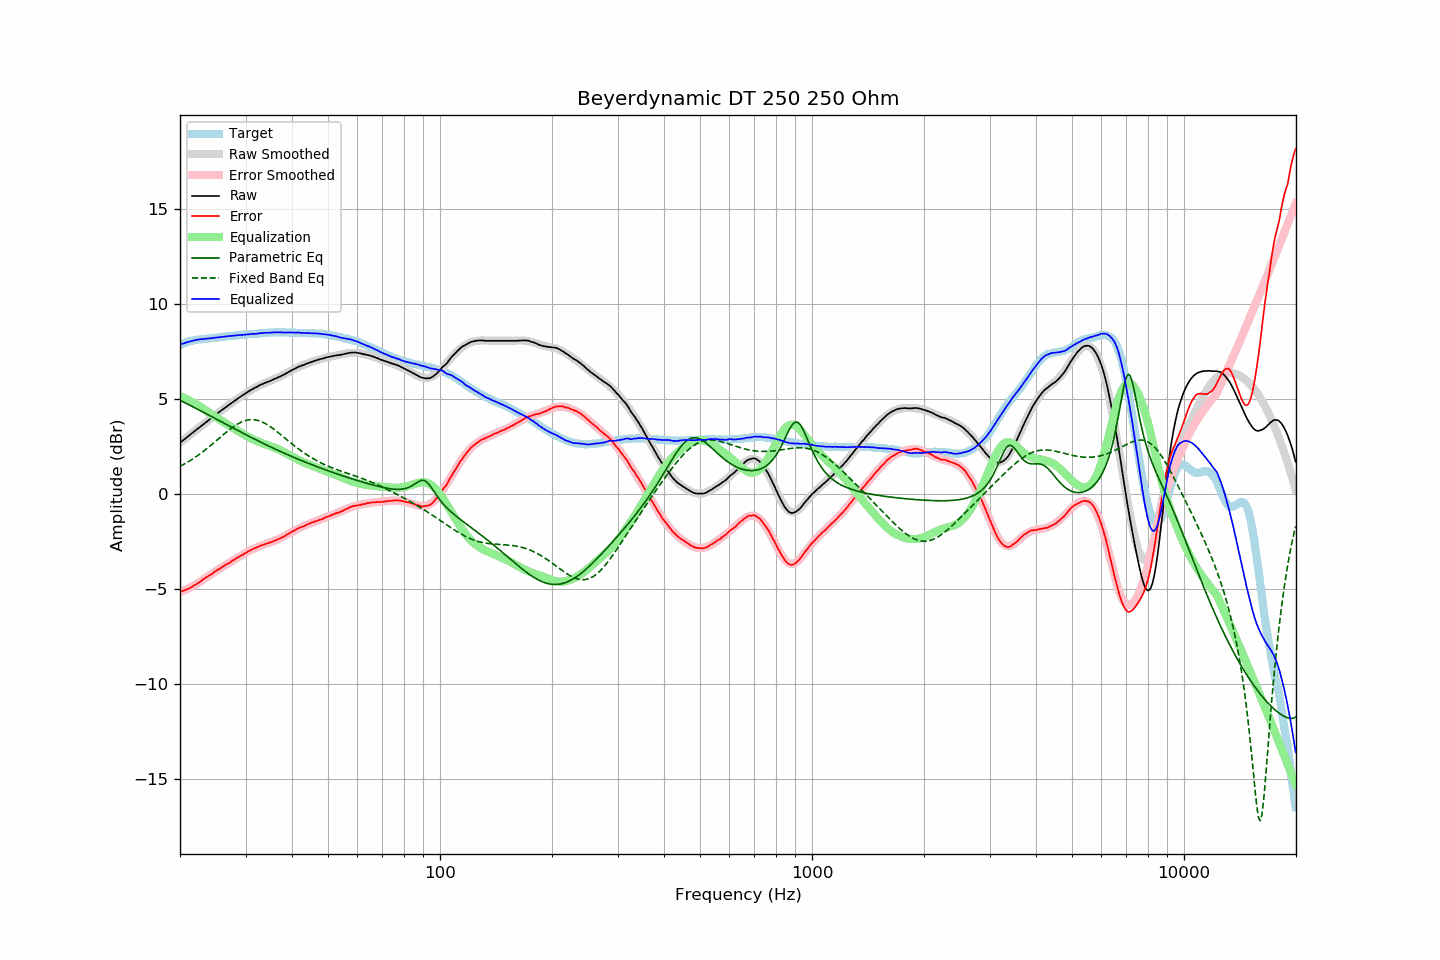 Beyerdynamic DT 250 250 Ohm
Target
Raw Smoothed
Error Smoothed
Raw
Error
Equalization
Parametric Eq
Fixed Band Eq
Equalized
15
10
5
0
−5
−10
−15
Amplitude (dBr)
100 1000 10000
Frequency (Hz)